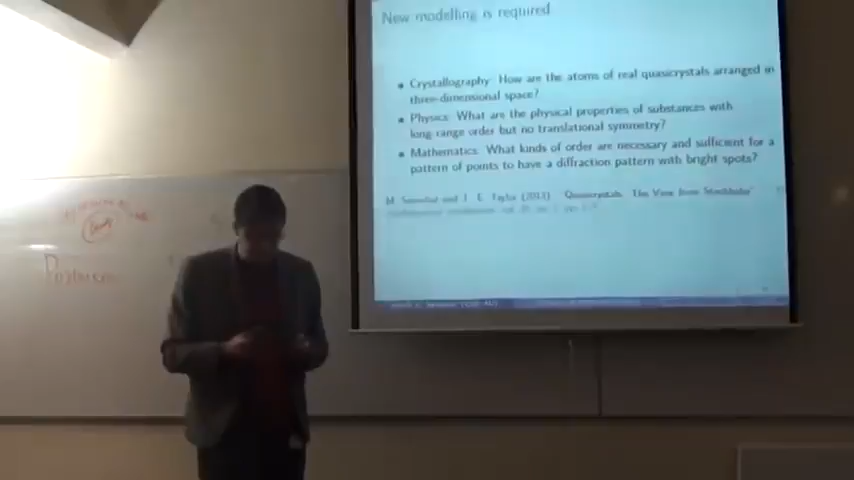 New modelling is required
• Crystallography: How are the atoms of real quasicrystals arranged in
three-dimensional space?
• Physics: What are the physical properties of substances with
long-range order but no translational symmetry?
• Mathematics: What kinds of order are necessary and sufficient for a
pattern of points to have a diffraction pattern with bright spots?
M. Senechal and J. E. Taylor (2013) Quasicrystals: The View from Stockholm